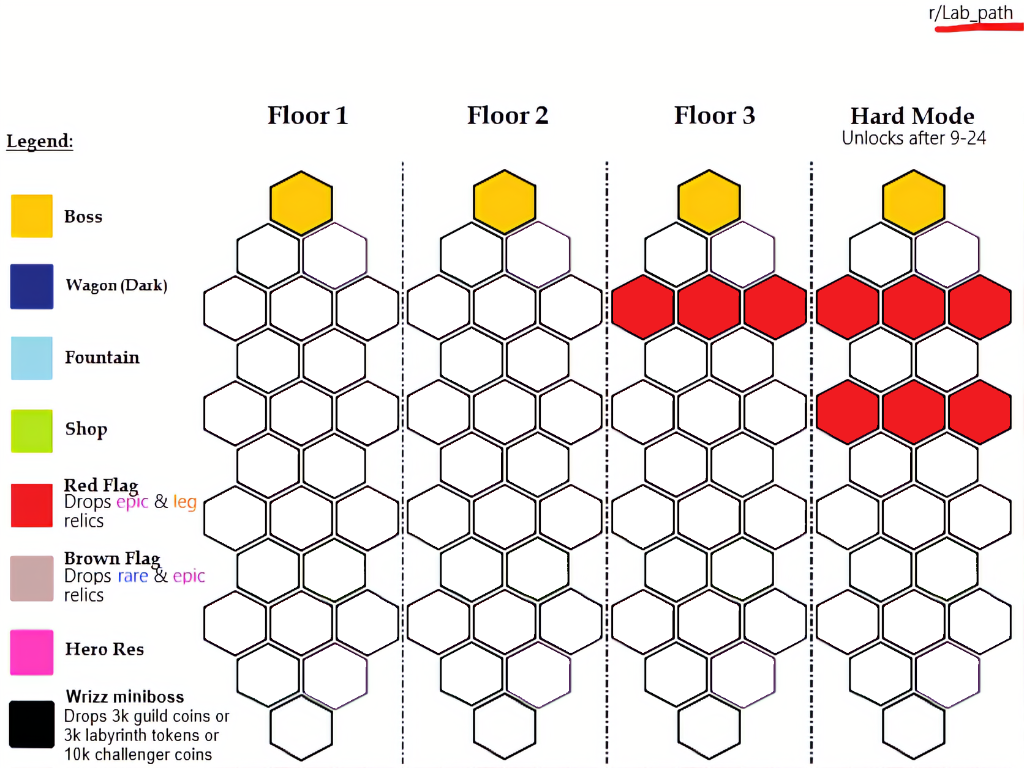 r/Lab_path
Floor 1
Floor 2
Floor 3
Hard Mode
Unlocks after 9-24
Legend:
Boss
Wagon (Dark)
Fountain
Shop
Red Flag
Drops epic & leg
relics
Brown Flag
Drops rare & epic
relics
Hero Res
Wrizz miniboss
Drops 3k guild coins or
3k labyrinth tokens or
10k challenger coins